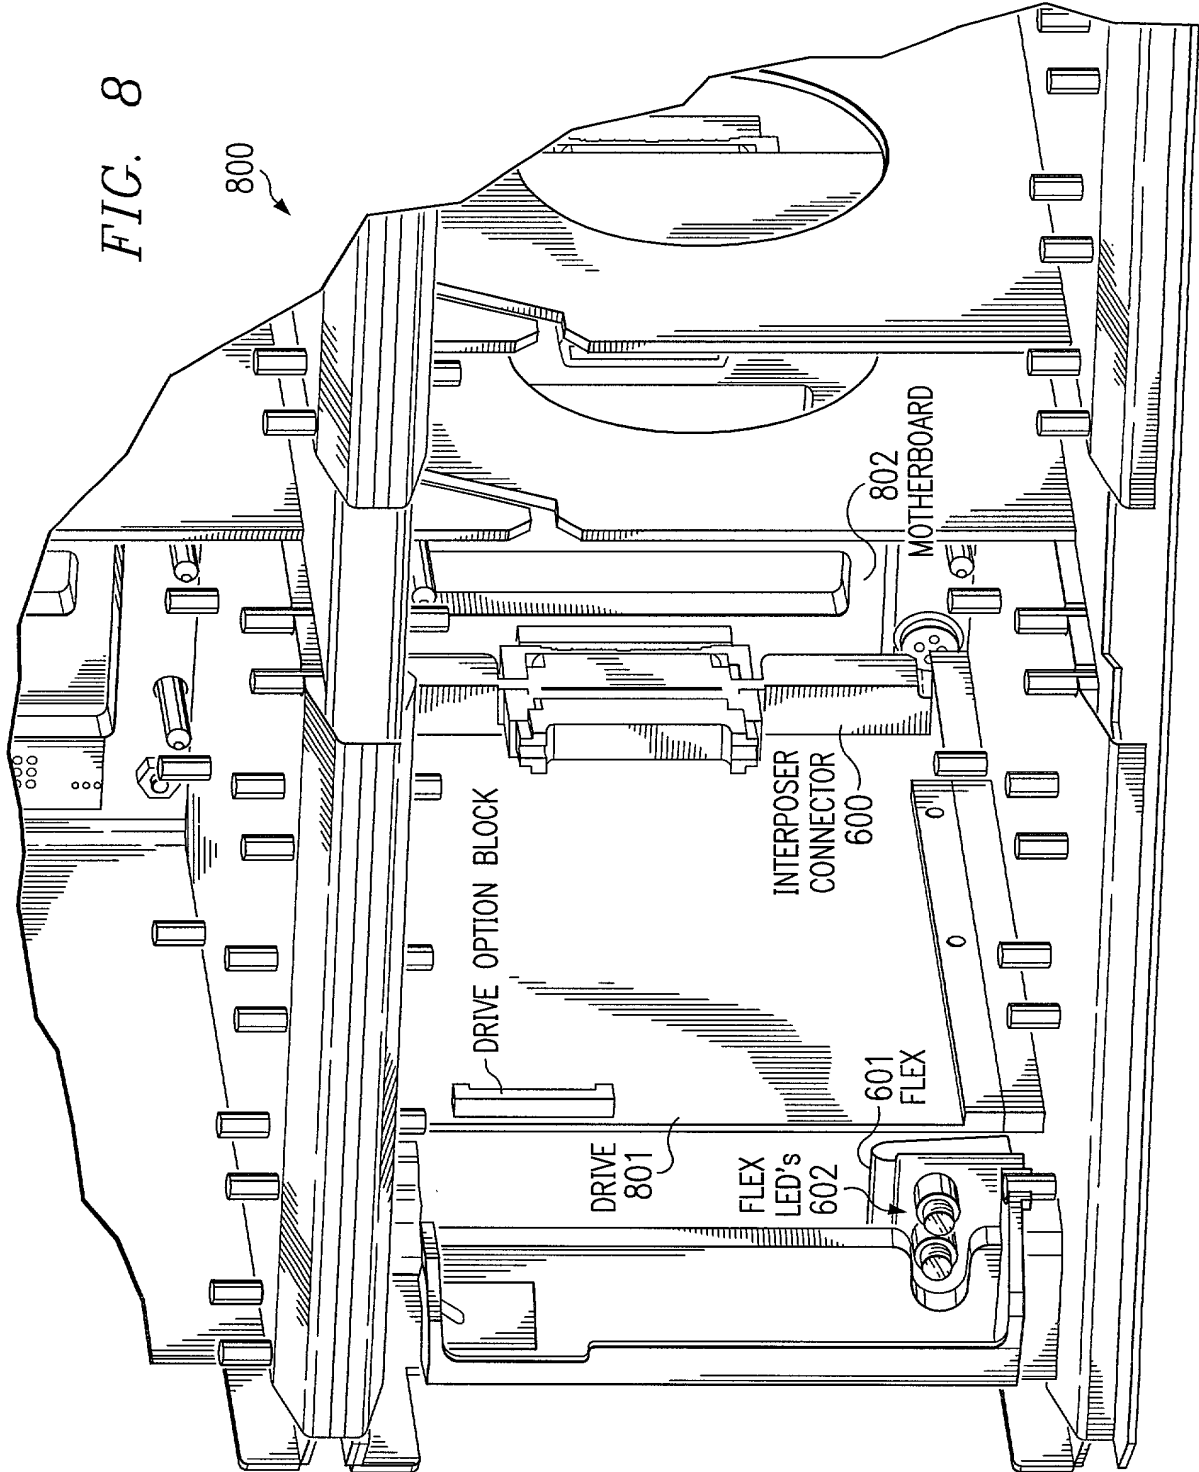 FIG. 8
800
802
MOTHERBOARD
DRIVE OPTION BLOCK
INTERPOSER
CONNECTOR
600
DRIVE
801
601
FLEX
FLEX
LED's
602